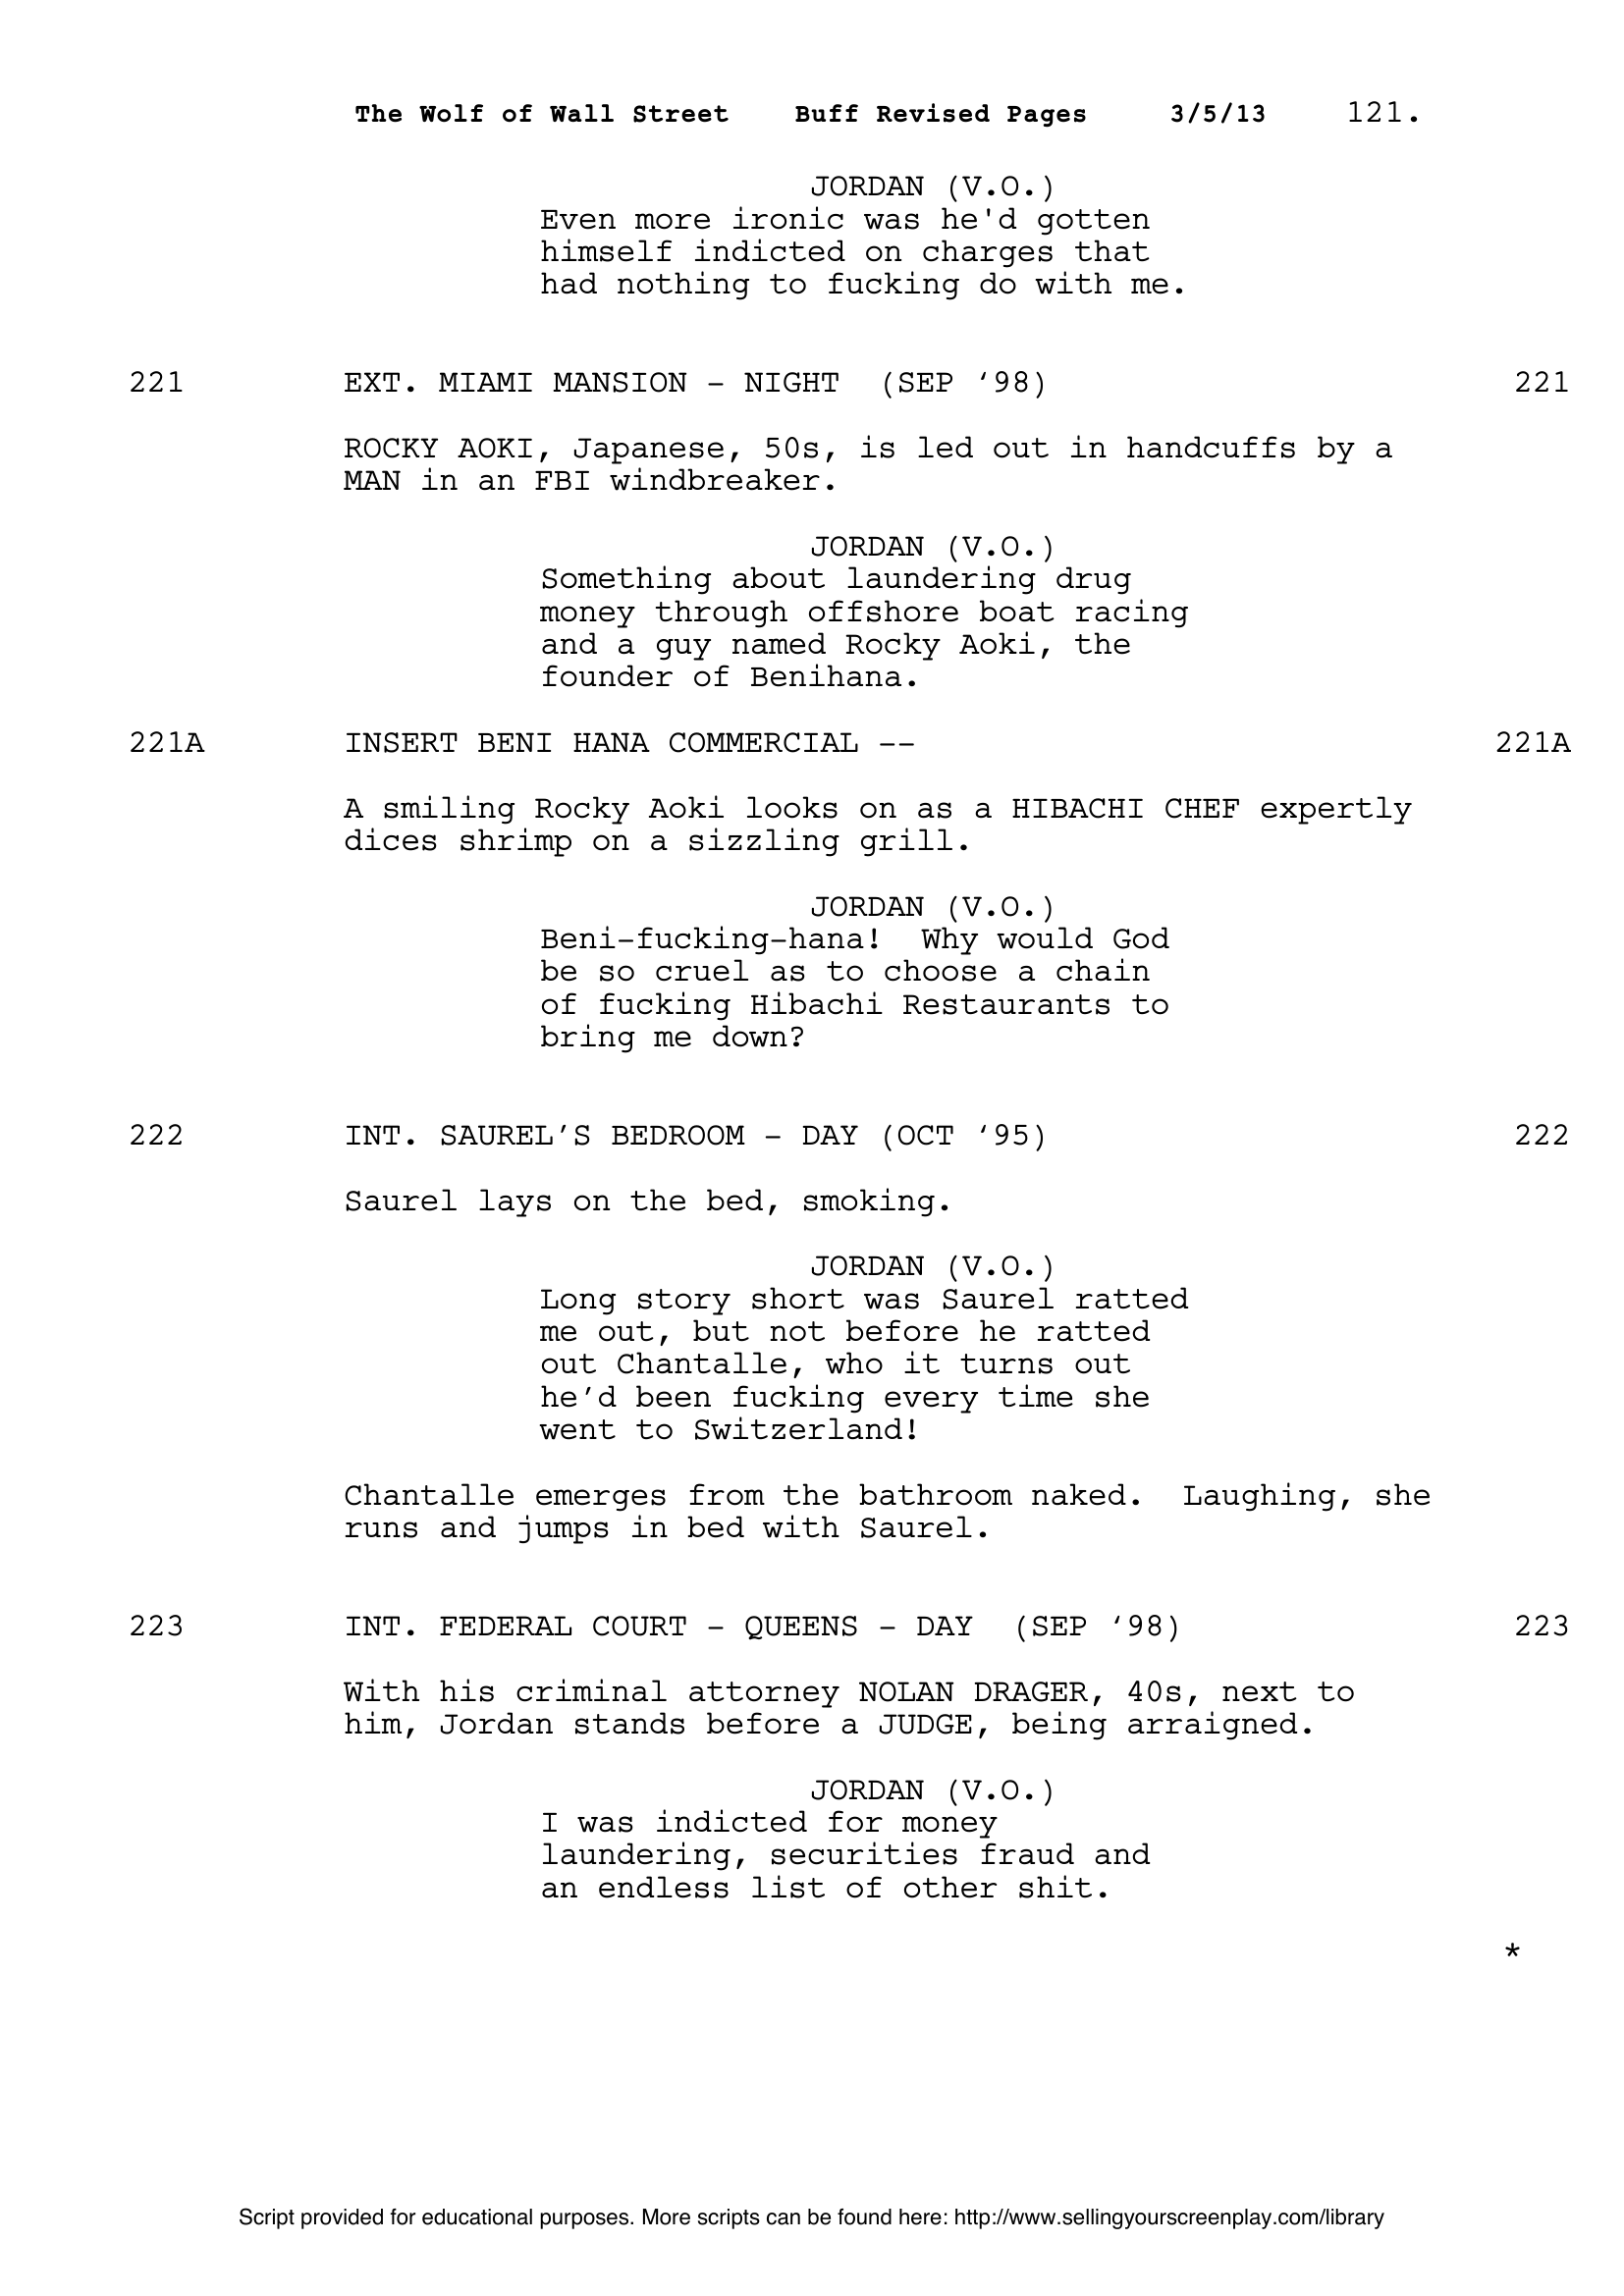 The Wolf of Wall Street    Buff Revised Pages    3/5/13    121.
JORDAN (V.O.)
Even more ironic was he'd gotten
himself indicted on charges that
had nothing to fucking do with me.
221 EXT. MIAMI MANSION - NIGHT  (SEP ‘98) 221
ROCKY AOKI, Japanese, 50s, is led out in handcuffs by a
MAN in an FBI windbreaker.
JORDAN (V.O.)
Something about laundering drug
money through offshore boat racing
and a guy named Rocky Aoki, the
founder of Benihana.
221A INSERT BENI HANA COMMERCIAL -- 221A
A smiling Rocky Aoki looks on as a HIBACHI CHEF expertly
dices shrimp on a sizzling grill.
JORDAN (V.O.)
Beni-fucking-hana!  Why would God
be so cruel as to choose a chain
of fucking Hibachi Restaurants to
bring me down?
222 INT. SAUREL’S BEDROOM - DAY (OCT ‘95) 222
Saurel lays on the bed, smoking.
JORDAN (V.O.)
Long story short was Saurel ratted
me out, but not before he ratted
out Chantalle, who it turns out
he’d been fucking every time she
went to Switzerland!
Chantalle emerges from the bathroom naked.  Laughing, she
runs and jumps in bed with Saurel.
223 INT. FEDERAL COURT - QUEENS - DAY  (SEP ‘98) 223
With his criminal attorney NOLAN DRAGER, 40s, next to
him, Jordan stands before a JUDGE, being arraigned.
JORDAN (V.O.)
I was indicted for money
laundering, securities fraud and
an endless list of other shit.
*
Script provided for educational purposes. More scripts can be found here: http://www.sellingyourscreenplay.com/library